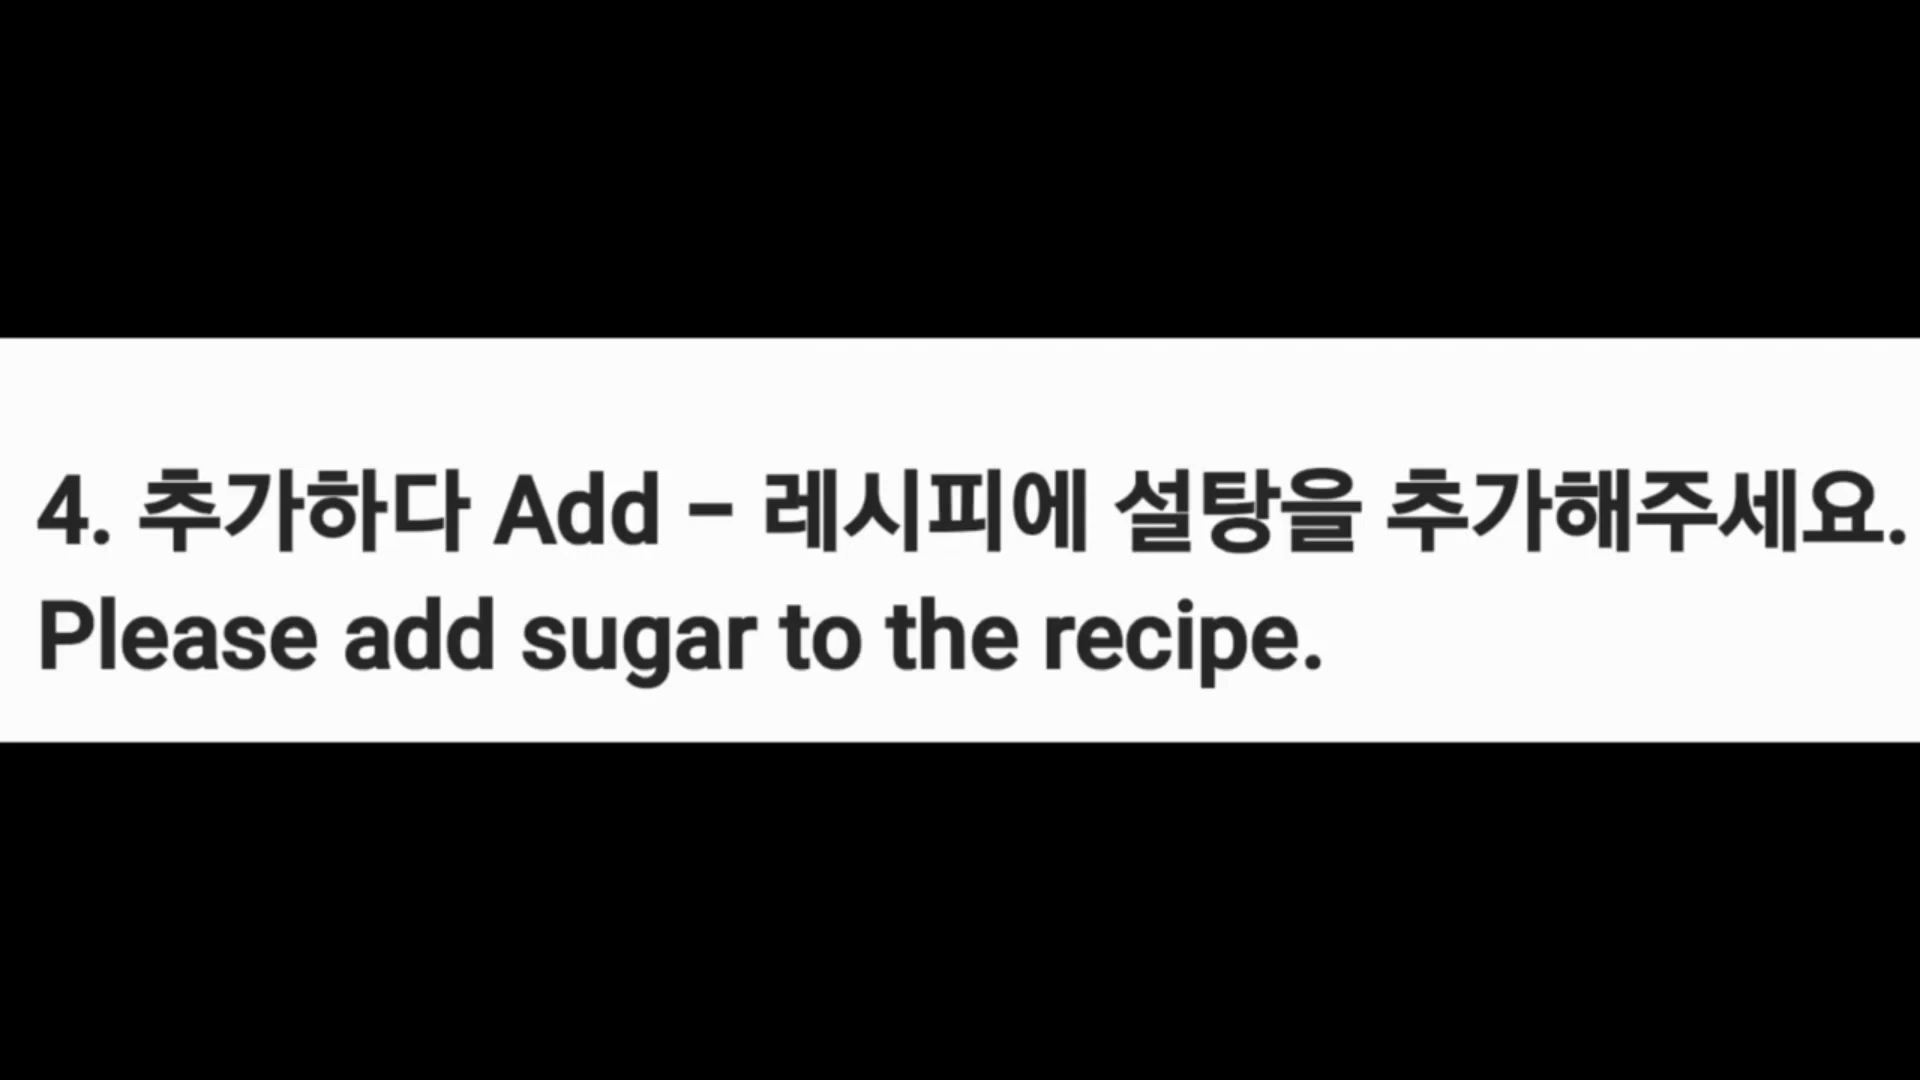 4. 추가하다 Add – 레시피에 설탕을 추가해주세요.
Please add sugar to the recipe.